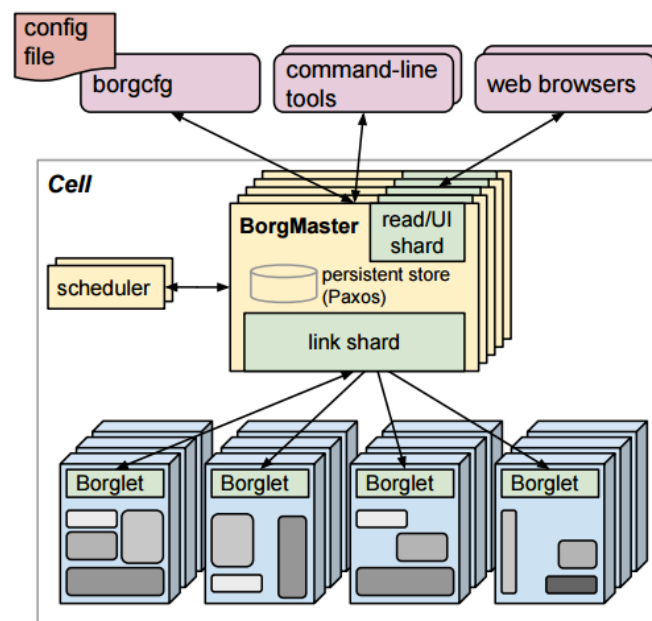 config
file
borgcfg
command-line
tools
web browsers
Cell
BorgMaster
read/UI
shard
persistent store
(Paxos)
scheduler
link shard
Borglet
Borglet
Borglet
Borglet